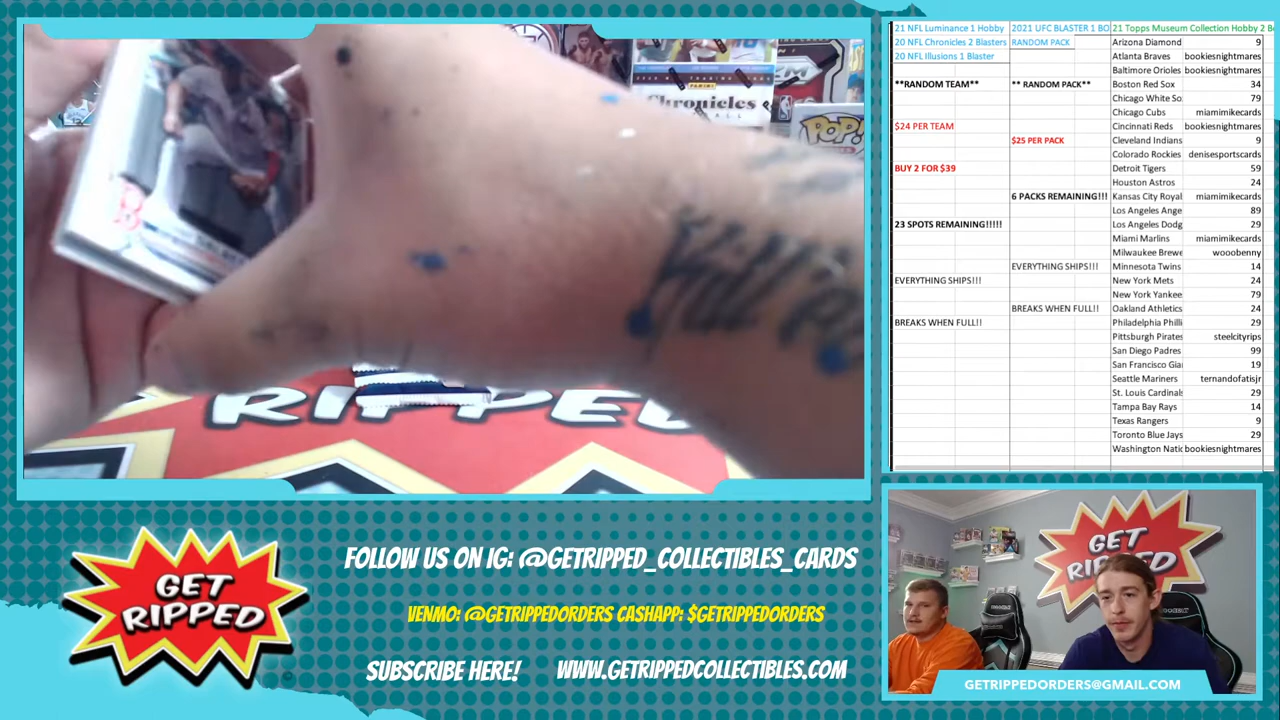 21 NFL Luminance 1 Hobby
20 NFL Chronicles 2 Blasters
20 NFL Illusions 1 Blaster
**RANDOM TEAM**
$24 PER TEAM
BUY 2 FOR $39
23 SPOTS REMAINING!!!!!
EVERYTHING SHIPS!!!
BREAKS WHEN FULL!!
2021 UFC BLASTER 1 BO
RANDOM PACK
** RANDOM PACK**
$25 PER PACK
6 PACKS REMAINING!!!
EVERYTHING SHIPS!!!
BREAKS WHEN FULL!!
21 Topps Museum Collection Hobby 2 B
Arizona Diamond 9
Atlanta Braves bookiesnightmares
Baltimore Orioles bookiesnightmares
Boston Red Sox 34
Chicago White So 79
Chicago Cubs miamimikecards
Cincinnati Reds bookiesnightmares
Cleveland Indians 9
Colorado Rockies denisesportscards
Detroit Tigers 59
Houston Astros 24
Kansas City Royal miamimikecards
Los Angeles Ange 89
Los Angeles Dodg 29
Miami Marlins miamimikecards
Milwaukee Brewe wooobenny
Minnesota Twins 14
New York Mets 24
New York Yankee 79
Oakland Athletics 24
Philadelphia Philli 29
Pittsburgh Pirates steelcityrips
San Diego Padres 99
San Francisco Gia 19
Seattle Mariners ternandofatisjr
St. Louis Cardinals 29
Tampa Bay Rays 14
Texas Rangers 9
Toronto Blue Jays 29
Washington Natic bookiesnightmares
PANINI
Chronicles
POP!
RIPPED
GET
RIPPED
FOLLOW US ON IG: @GETRIPPED_COLLECTIBLES_CARDS
VENMO: @GETRIPPEDORDERS CASHAPP: $GETRIPPEDORDERS
SUBSCRIBE HERE!
WWW.GETRIPPEDCOLLECTIBLES.COM
GET
RIPPED
GETRIPPEDORDERS@GMAIL.COM